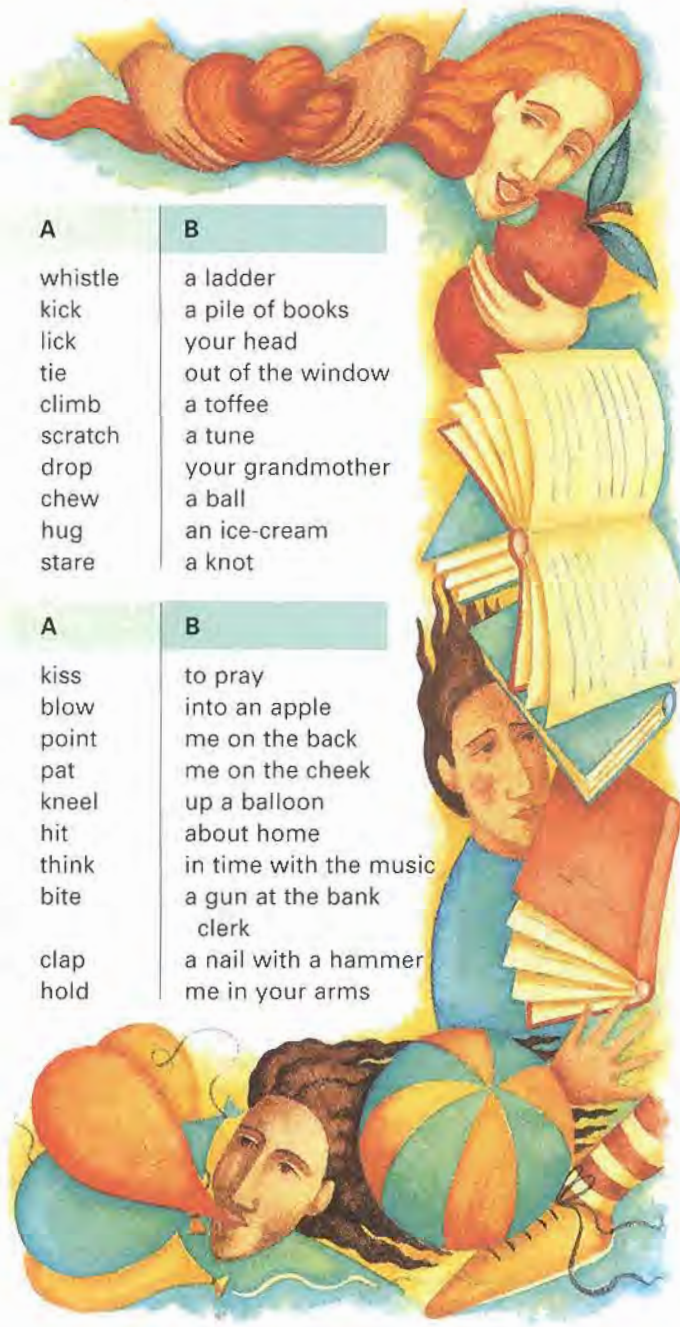 A B
whistle a ladder
kick a pile of books
lick your head
tie out of the window
climb a toffee
scratch a tune
drop your grandmother
chew a ball
hug an ice-cream
stare a knot
A B
kiss to pray
blow into an apple
point me on the back
pat me on the cheek
kneel up a balloon
hit about home
think in time with the music
bite a gun at the bank
clerk
clap a nail with a hammer
hold me in your arms